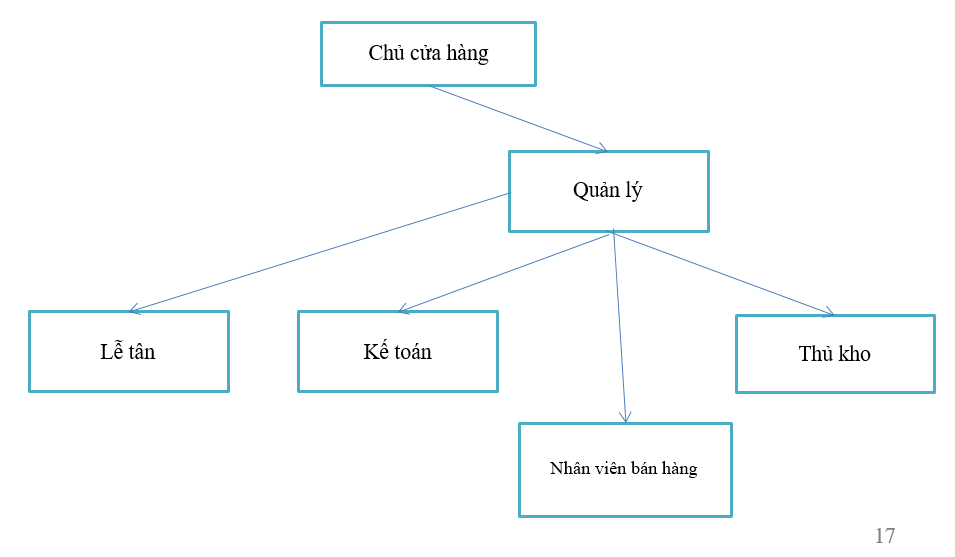 Chủ cửa hàng
Quản lý
Lễ tân
Kế toán
Thủ kho
Nhân viên bán hàng
17